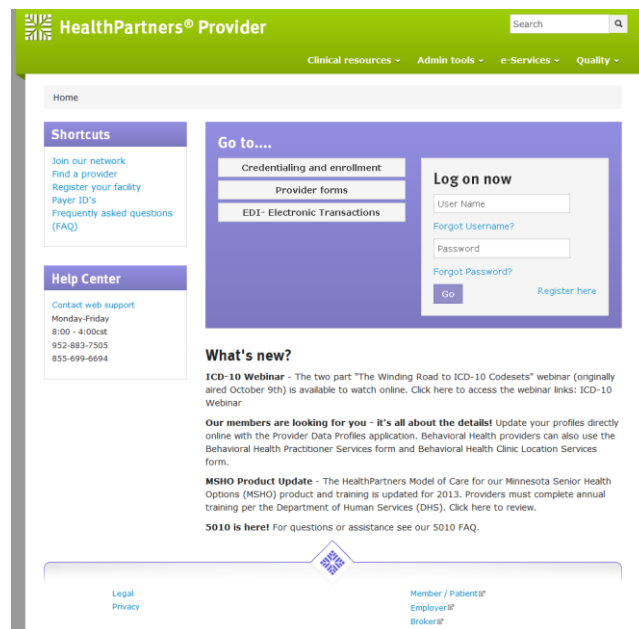 HealthPartners® Provider
Search
Clinical resources
Admin tools
e-Services
Quality
Home
Shortcuts
Join our network
Find a provider
Register your facility
Payer ID's
Frequently asked questions
(FAQ)
Help Center
Contact web support
Monday-Friday
8:00 - 4:00cst
952-883-7505
855-699-6694
Go to....
Credentialing and enrollment
Provider forms
EDI- Electronic Transactions
Log on now
User Name
Forgot Username?
Password
Forgot Password?
Go
Register here
What's new?
ICD-10 Webinar - The two part "The Winding Road to ICD-10 Codesets" webinar (originally
aired October 9th) is available to watch online. Click here to access the webinar links: ICD-10
Webinar
Our members are looking for you - it's all about the details! Update your profiles directly
online with the Provider Data Profiles application. Behavioral Health providers can also use the
Behavioral Health Practitioner Services form and Behavioral Health Clinic Location Services
form.
MSHO Product Update - The HealthPartners Model of Care for our Minnesota Senior Health
Options (MSHO) product and training is updated for 2013. Providers must complete annual
training per the Department of Human Services (DHS). Click here to review.
5010 is here! For questions or assistance see our 5010 FAQ.
Legal
Privacy
Member / Patient
Employer
Broker